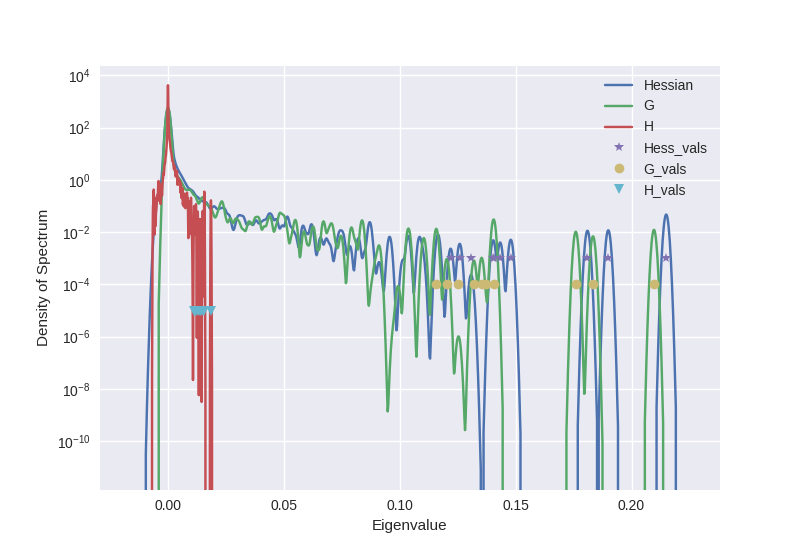 10^4
10^2
10^0
10^-2
10^-4
10^-6
10^-8
10^-10
Density of Spectrum
Hessian
G
H
Hess_vals
G_vals
H_vals
0.00
0.05
0.10
0.15
0.20
Eigenvalue